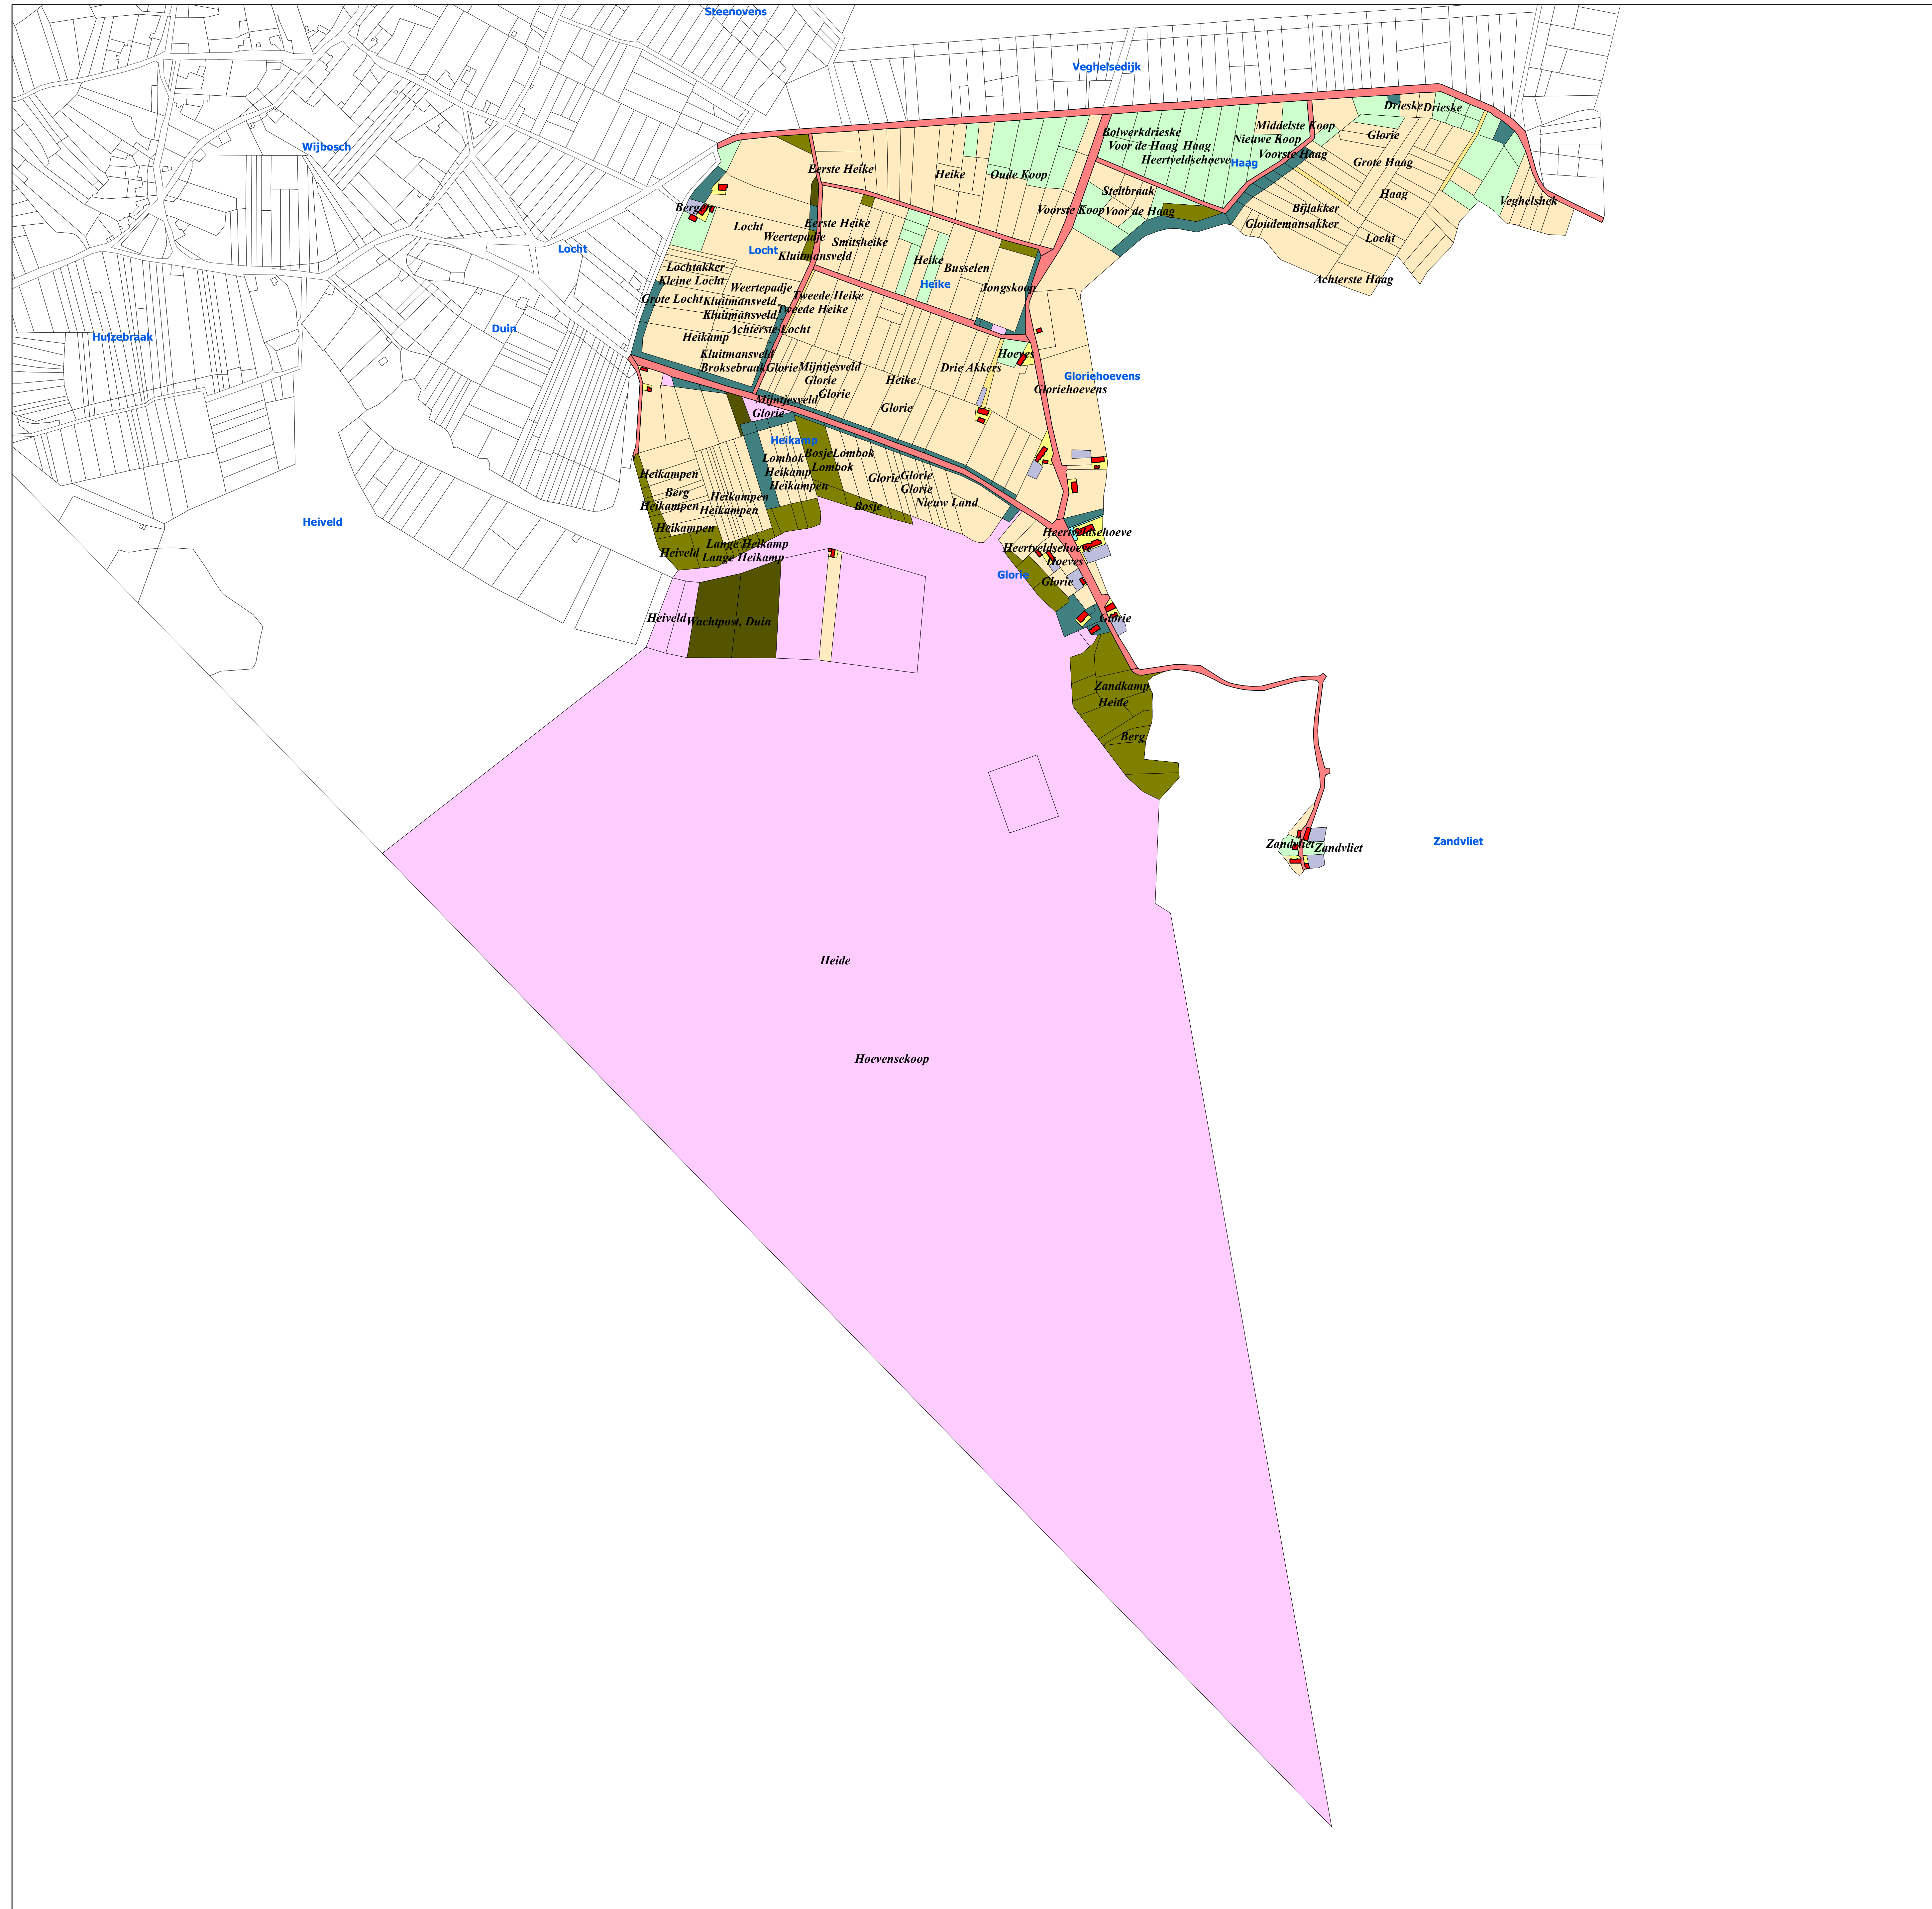 Steenovens
Veghelsedijk
Drieske
Drieske
Middelste Koop
Bolwerkdrieske
Glorie
Nieuwe Koop
Wijbosch
Voor de Haag
Haag
Voorste Haag
Heertveldsehoeve
Haag
Grote Haag
Eerste Heike
Heike
Oude Koop
Steltbraak
Haag
Veghelshek
Voorste Koop
Voor de Haag
Bijlakker
Gloudemansakker
Locht
Eerste Heike
Locht
Weertepadje
Smitsheike
Locht
Locht
Kluitmansveld
Heike
Busselen
Lochtakker
Kleine Locht
Achterste Haag
Heike
Weertepadje
Jongskoop
Grote Locht
Kluitmansveld
Tweede Heike
Tweede Heike
Kluitmansveld
Duin
Achterste Locht
Huizebraak
Heikamp
Kluitmansveld
Hoeves
Broksebraak
Glorie
Mijntjesveld
Drie Akkers
Glorie
Heike
Gloriehoevens
Gloriehoevens
Glorie
Mijntjesveld
Glorie
Glorie
Heikamp
Lombok
Bosje
Lombok
Lombok
Heikampen
Heikamp
Glorie
Glorie
Heikampen
Glorie
Berg
Heikampen
Heikampen
Heikampen
Nieuw Land
Bosje
Heiveld
Heikampen
Heertveldsehoeve
Lange Heikamp
Heertveldsehoeve
Heiveld
Lange Heikamp
Hoeves
Glorie
Glorie
Heiveld
Wachtpost, Duin
Glorie
Zandkamp
Heide
Berg
Zandvliet
Zandvliet
Zandvliet
Heide
Hoevensekoop